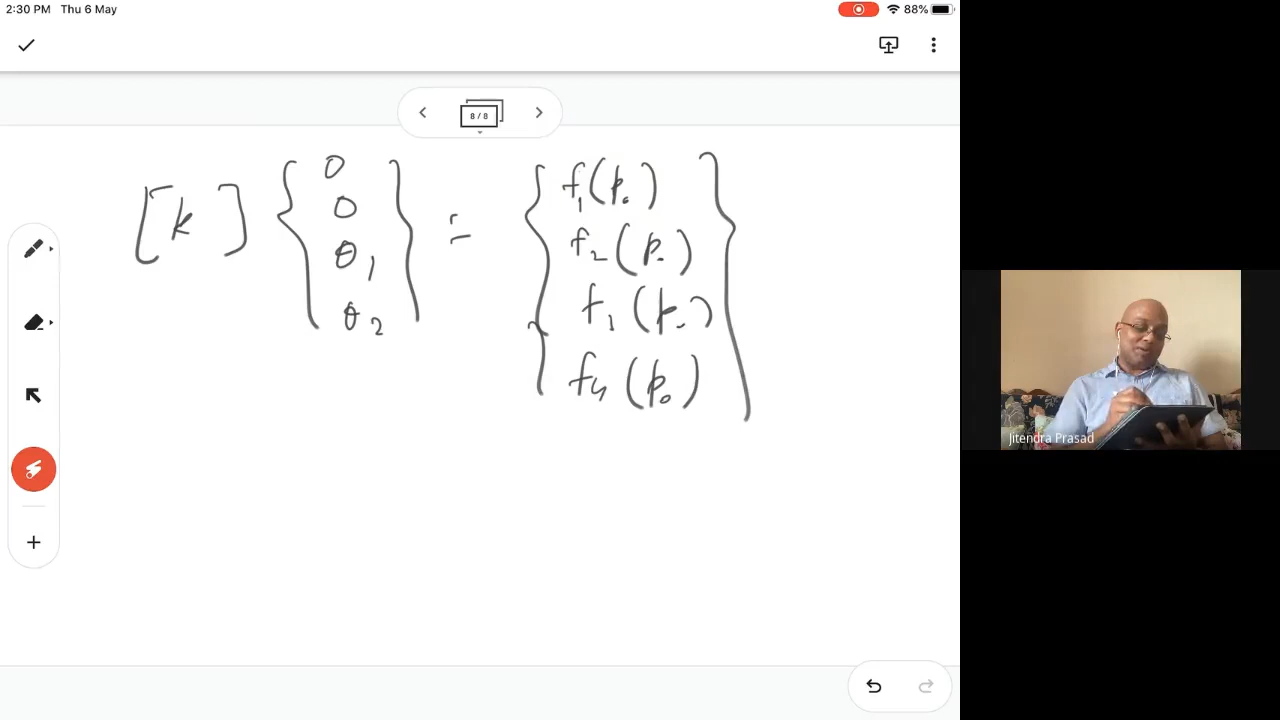 2:30 PM Thu 6 May
88%
8 / 8
[k] { 0 0 θ1 θ2 } = { f1(p0) f2(p0) f3(p0) f4(p0) }
Jitendra Prasad